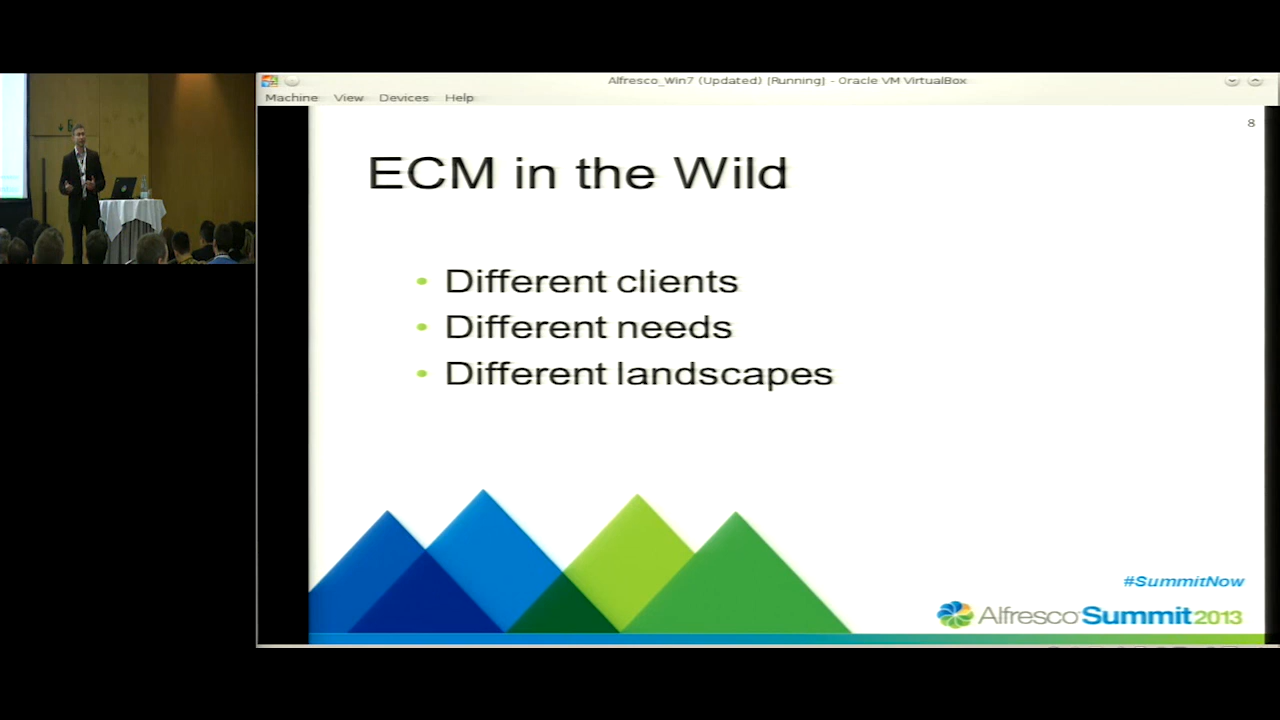 Alfresco_Win7 (Updated) [Running] - Oracle VM VirtualBox
Machine View Devices Help
8
ECM in the Wild
• Different clients
• Different needs
• Different landscapes
#SummitNow
Alfresco Summit 2013